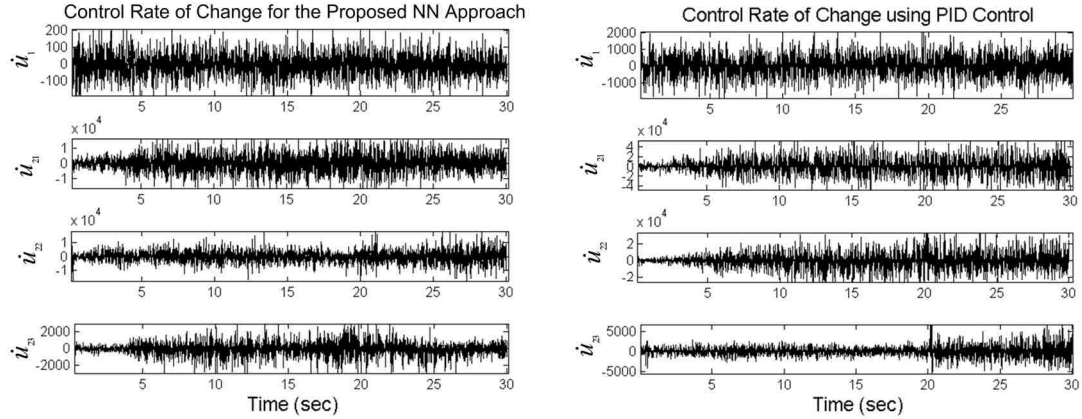 Control Rate of Change for the Proposed NN Approach
200
100
0
-100
u̇1
5 10 15 20 25 30
x 10^4
1
0
-1
u̇21
5 10 15 20 25 30
x 10^4
1
0
-1
u̇22
5 10 15 20 25 30
2000
0
-2000
u̇23
5 10 15 20 25 30
Time (sec)
Control Rate of Change using PID Control
2000
1000
0
-1000
u̇1
5 10 15 20 25
x 10^4
4
2
0
-2
-4
u̇21
5 10 15 20 25 30
x 10^4
2
0
-2
u̇22
5 10 15 20 25 30
5000
0
-5000
u̇23
5 10 15 20 25 30
Time (sec)